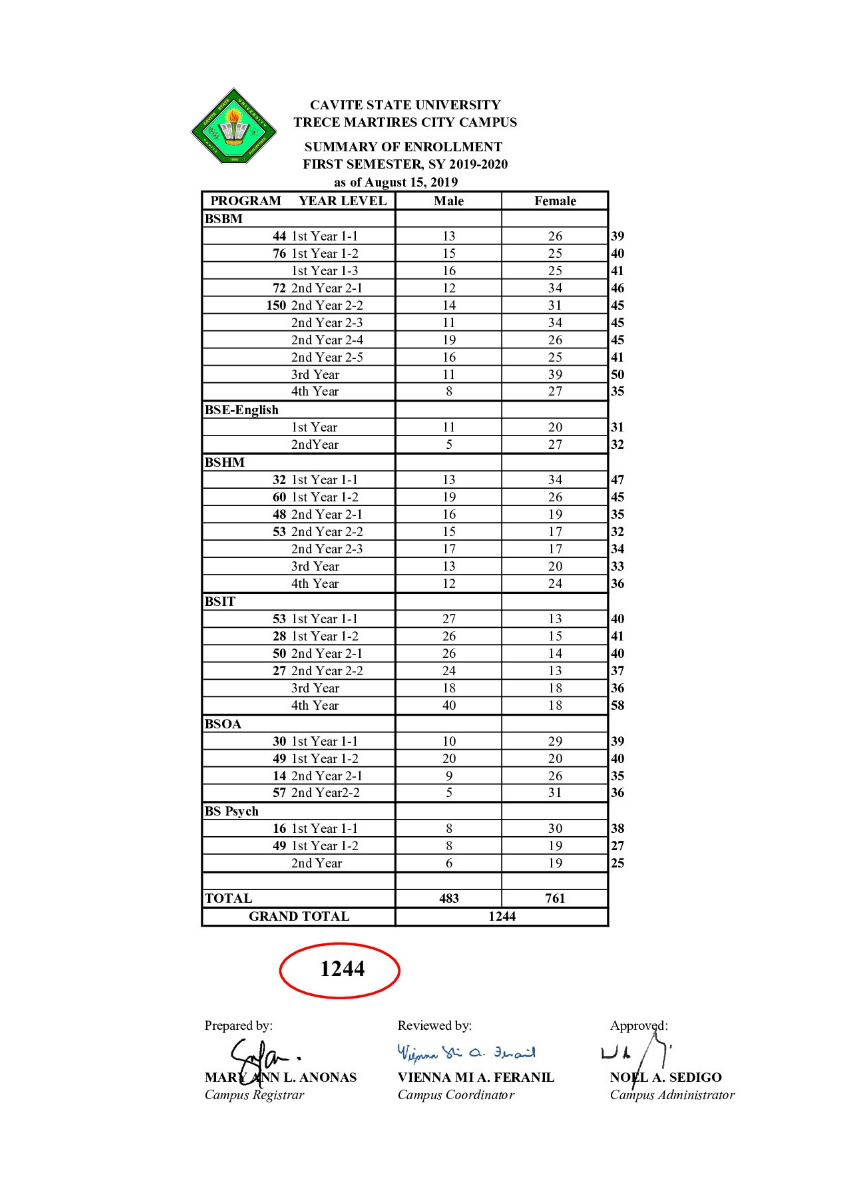 CAVITE STATE UNIVERSITY
TRECE MARTIRES CITY CAMPUS
SUMMARY OF ENROLLMENT
FIRST SEMESTER, SY 2019-2020
as of August 15, 2019
PROGRAM YEAR LEVEL Male Female
BSBM
44 1st Year 1-1 13 26 39
76 1st Year 1-2 15 25 40
1st Year 1-3 16 25 41
72 2nd Year 2-1 12 34 46
150 2nd Year 2-2 14 31 45
2nd Year 2-3 11 34 45
2nd Year 2-4 19 26 45
2nd Year 2-5 16 25 41
3rd Year 11 39 50
4th Year 8 27 35
BSE-English
1st Year 11 20 31
2ndYear 5 27 32
BSHM
32 1st Year 1-1 13 34 47
60 1st Year 1-2 19 26 45
48 2nd Year 2-1 16 19 35
53 2nd Year 2-2 15 17 32
2nd Year 2-3 17 17 34
3rd Year 13 20 33
4th Year 12 24 36
BSIT
53 1st Year 1-1 27 13 40
28 1st Year 1-2 26 15 41
50 2nd Year 2-1 26 14 40
27 2nd Year 2-2 24 13 37
3rd Year 18 18 36
4th Year 40 18 58
BSOA
30 1st Year 1-1 10 29 39
49 1st Year 1-2 20 20 40
14 2nd Year 2-1 9 26 35
57 2nd Year2-2 5 31 36
BS Psych
16 1st Year 1-1 8 30 38
49 1st Year 1-2 8 19 27
2nd Year 6 19 25
TOTAL 483 761
GRAND TOTAL 1244
1244
Prepared by: Reviewed by: Approved:
MARY ANN L. ANONAS VIENNA MI A. FERANIL NOEL A. SEDIGO
Campus Registrar Campus Coordinator Campus Administrator